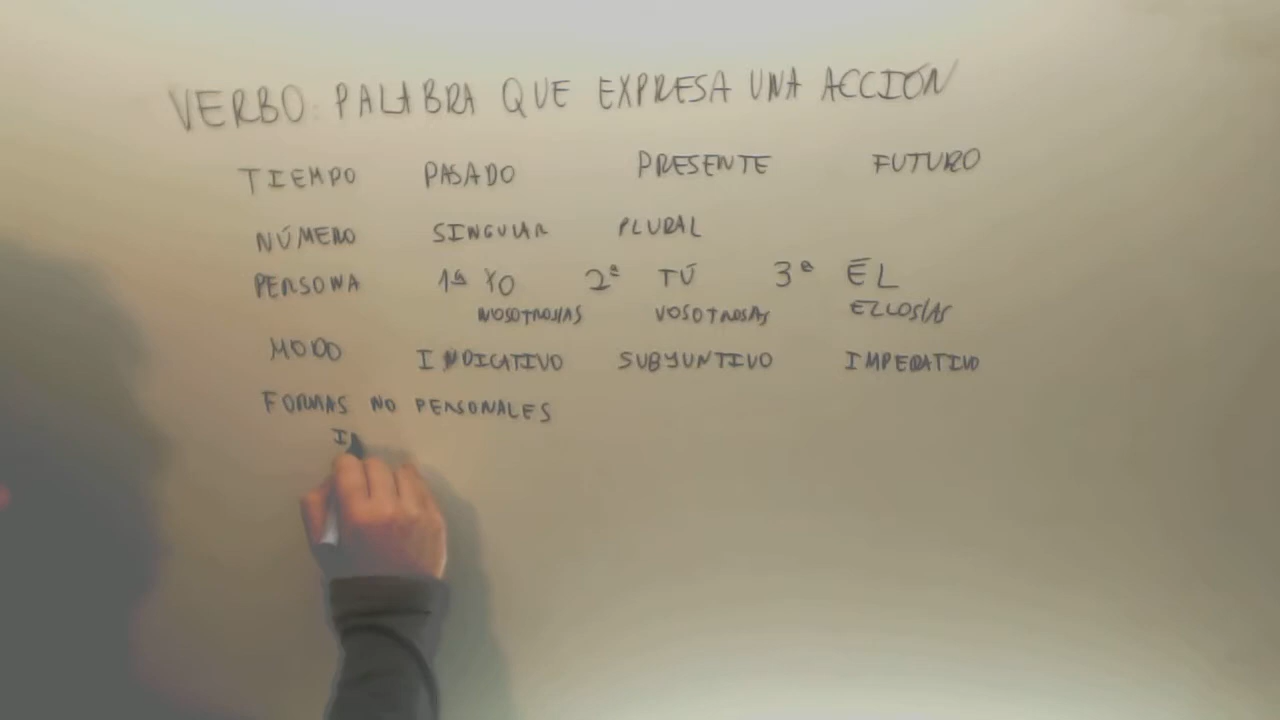 VERBO: PALABRA QUE EXPRESA UNA ACCIÓN
TIEMPO PASADO PRESENTE FUTURO
NÚMERO SINGULAR PLURAL
PERSONA 1ª YO 2ª TÚ 3ª ÉL
NOSOTROS/AS VOSOTROS/AS ELLOS/AS
MODO INDICATIVO SUBJUNTIVO IMPERATIVO
FORMAS NO PERSONALES